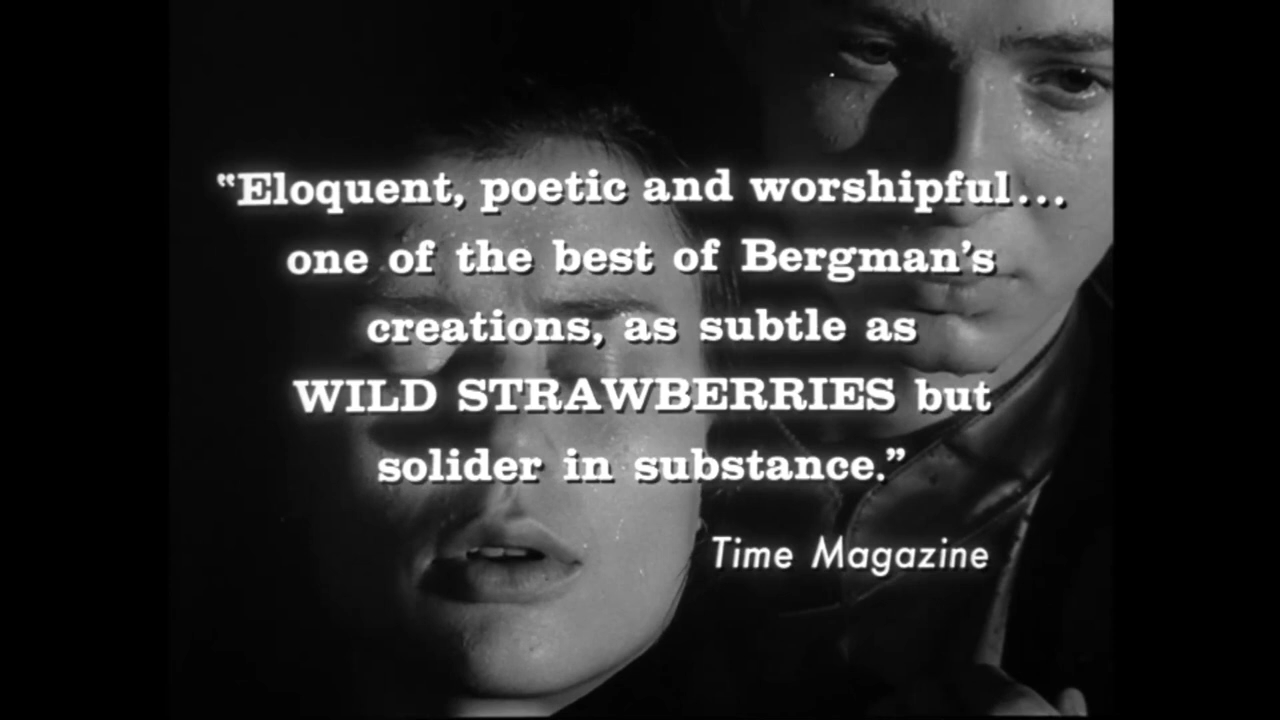 “Eloquent, poetic and worshipful...
one of the best of Bergman’s
creations, as subtle as
WILD STRAWBERRIES but
solider in substance.”
Time Magazine